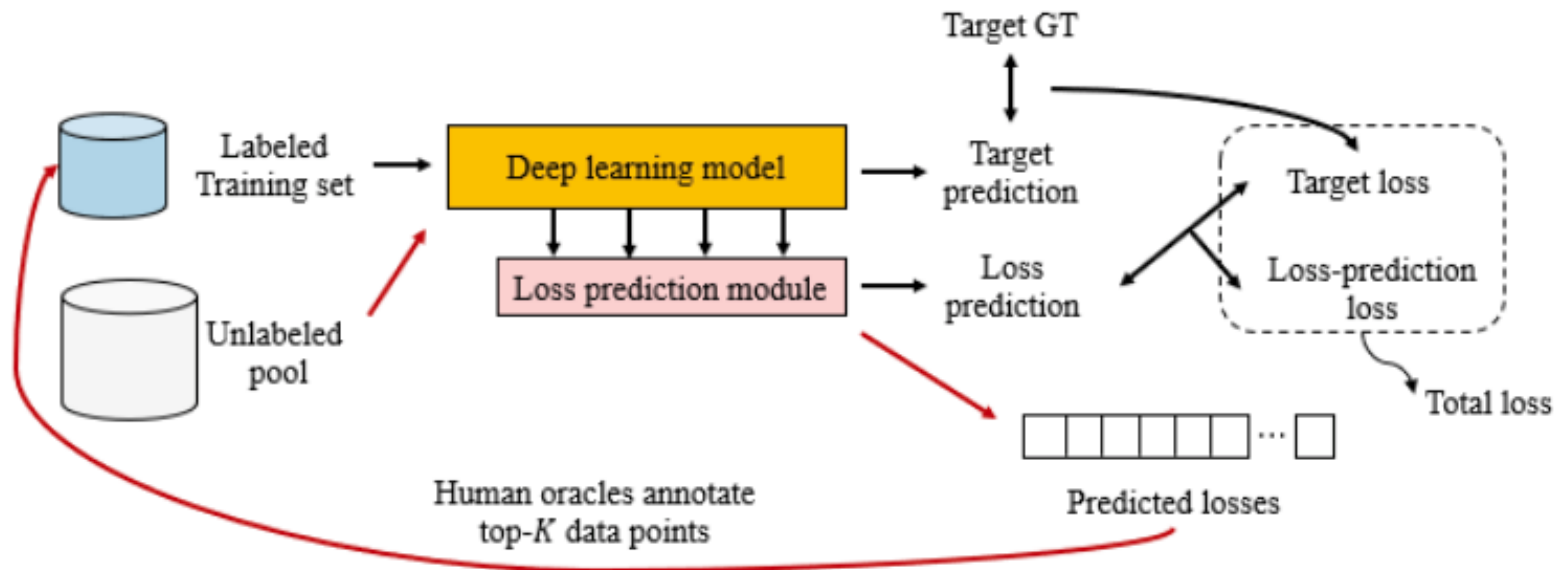 Target GT
Labeled
Training set
Deep learning model
Target
prediction
Target loss
Unlabeled
pool
Loss prediction module
Loss
prediction
Loss-prediction
loss
Total loss
...
Predicted losses
Human oracles annotate
top-K data points